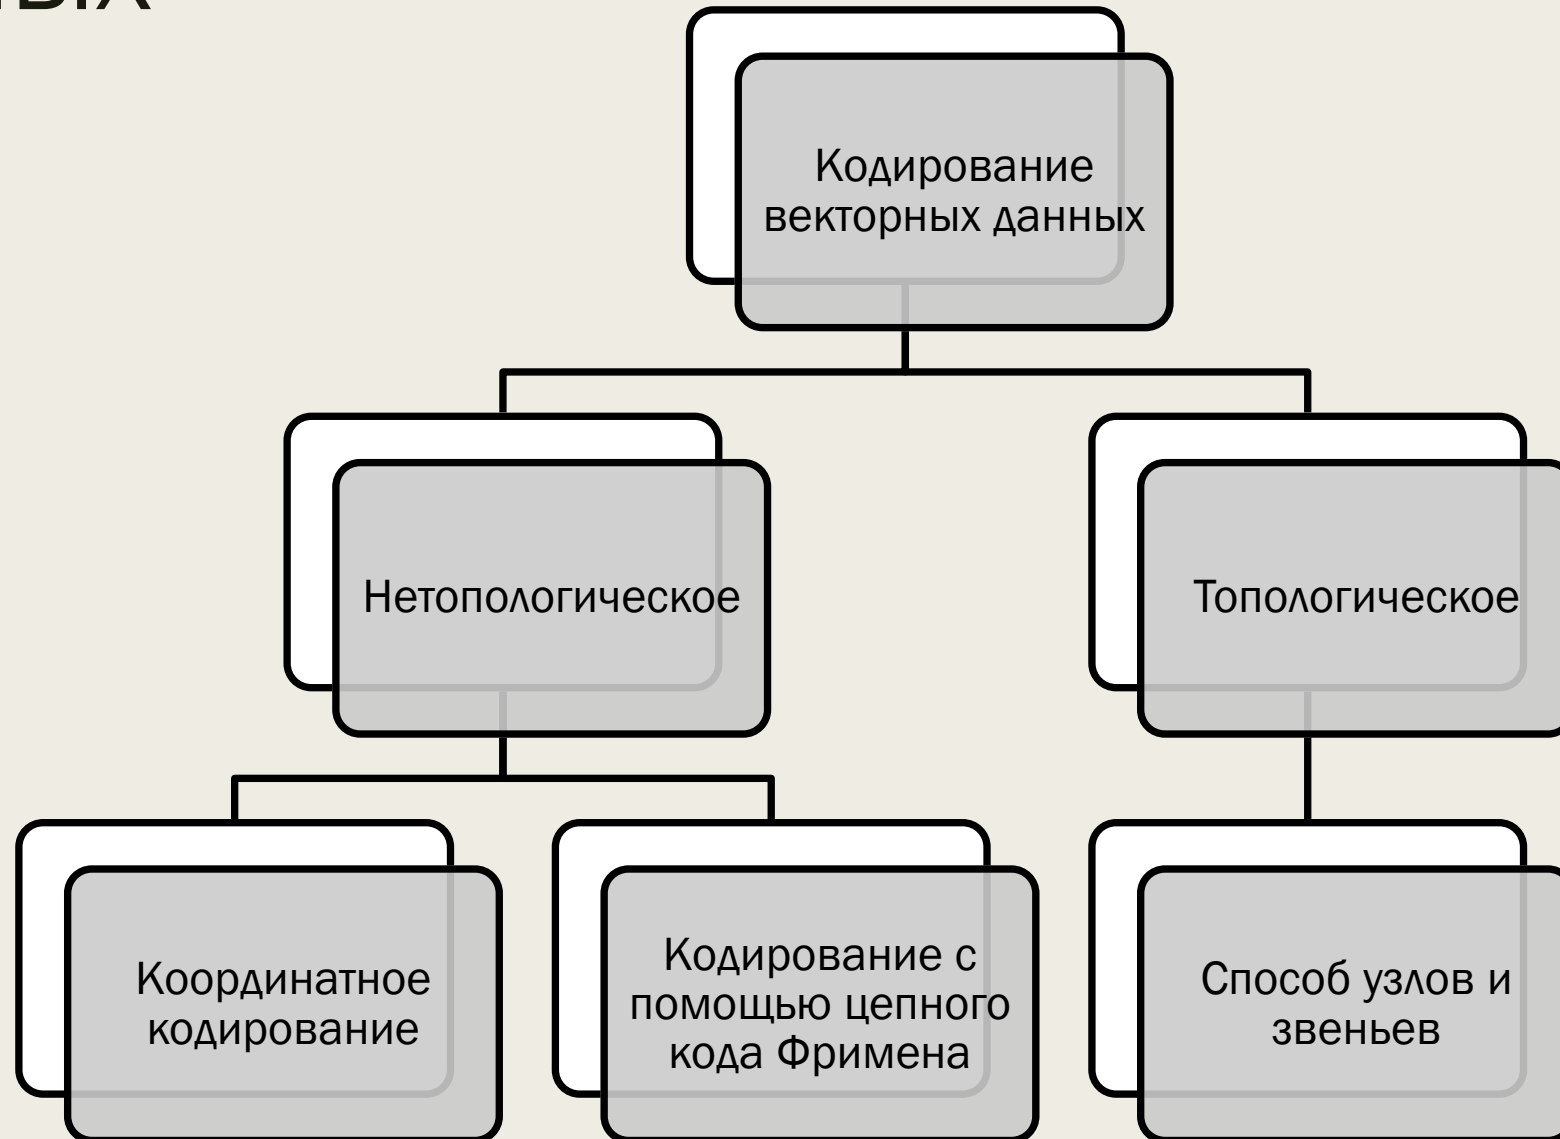 Кодирование
векторных данных
Нетопологическое
Топологическое
Координатное
кодирование
Кодирование с
помощью цепного
кода Фримена
Способ узлов и
звеньев